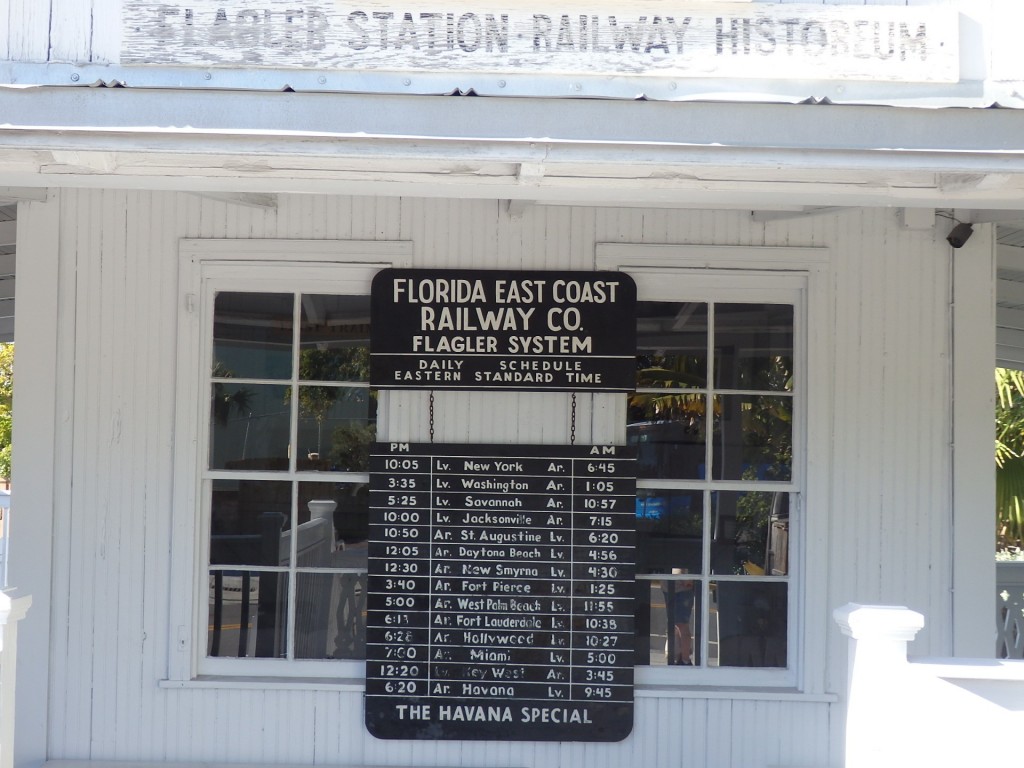 FLAGLER STATION · RAILWAY HISTOREUM
FLORIDA EAST COAST
RAILWAY CO.
FLAGLER SYSTEM
DAILY SCHEDULE
EASTERN STANDARD TIME
PM AM
10:05 Lv. New York Ar. 6:45
3:35 Lv. Washington Ar. 1:05
5:25 Lv. Savannah Ar. 10:57
10:00 Lv. Jacksonville Ar. 7:15
10:50 Ar. St. Augustine Lv. 6:20
12:05 Ar. Daytona Beach Lv. 4:56
12:30 Ar. New Smyrna Lv. 4:30
3:40 Ar. Fort Pierce Lv. 1:25
5:00 Ar. West Palm Beach Lv. 11:55
Ar. Fort Lauderdale Lv. 10:38
6:28 Ar. Hollywood Lv. 10:27
Ar. Miami Lv. 5:00
12:20 Key West Ar. 3:45
6:20 Ar. Havana Lv. 9:45
THE HAVANA SPECIAL